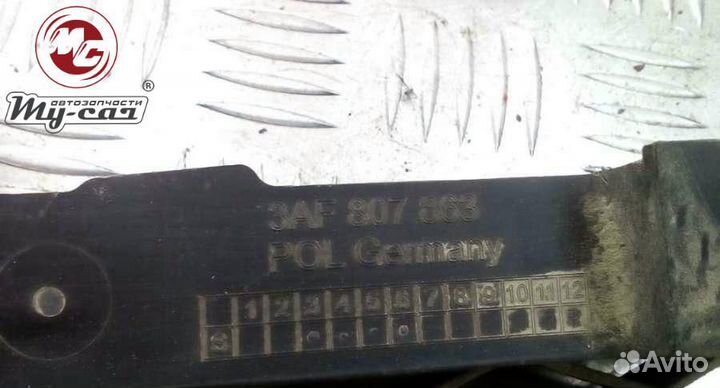 MC
автозапчасти
my-car ®
3AF 807 863
POL Germany
1 2 3 4 5 6 7 8 9 10 11 12
Avito